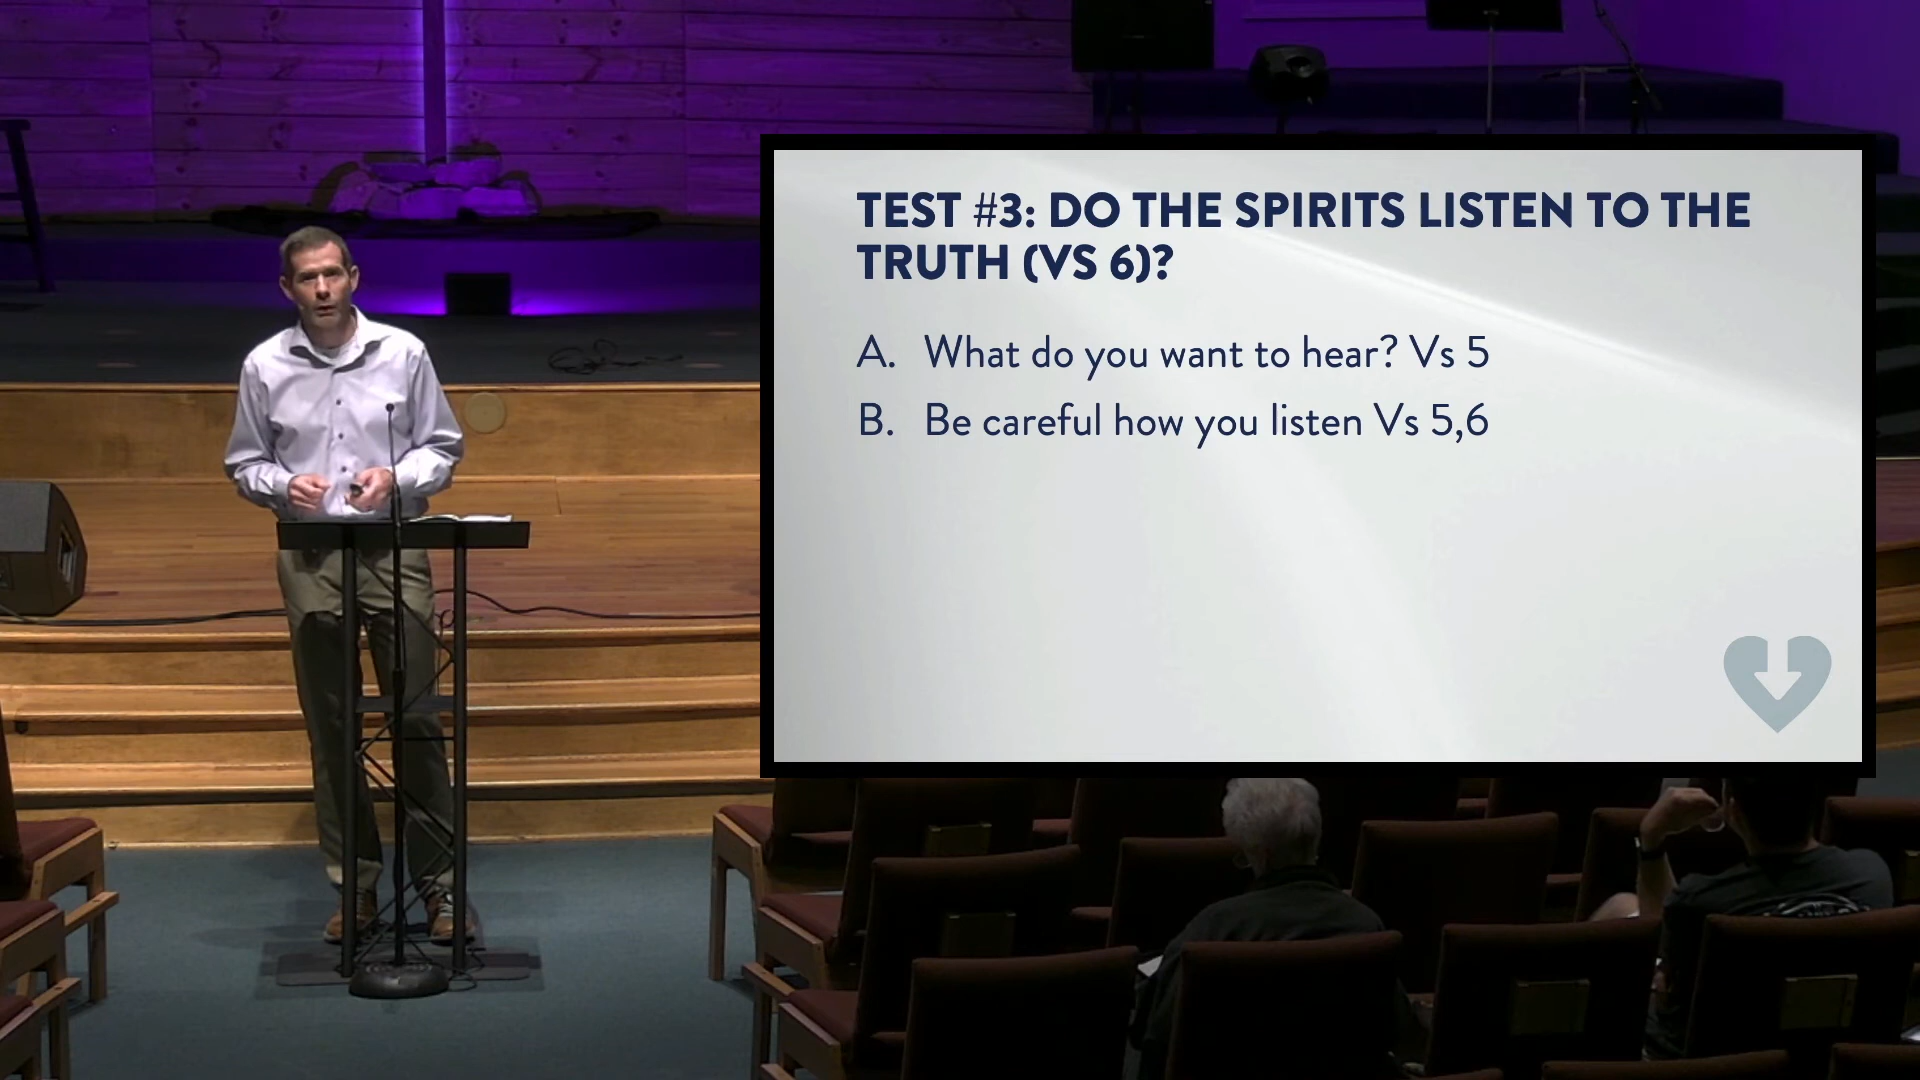 TEST #3: DO THE SPIRITS LISTEN TO THE
TRUTH (VS 6)?
A. What do you want to hear? Vs 5
B. Be careful how you listen Vs 5,6